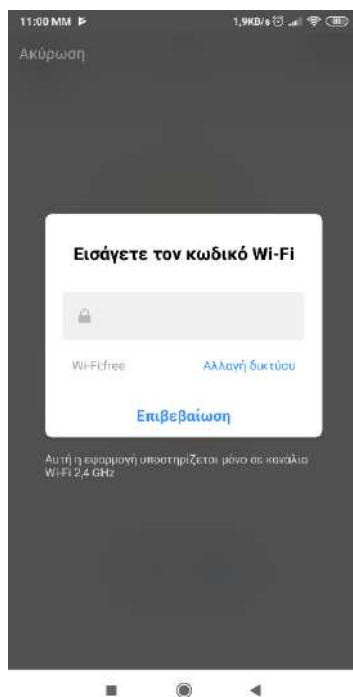 11:00 MM 1,9KB/s
Ακύρωση
Εισάγετε τον κωδικό Wi-Fi
Wi-Fi:free Αλλαγή δικτύου
Επιβεβαίωση
Αυτή η εφαρμογή υποστηρίζεται μόνο σε κανάλια
Wi-Fi 2,4 GHz